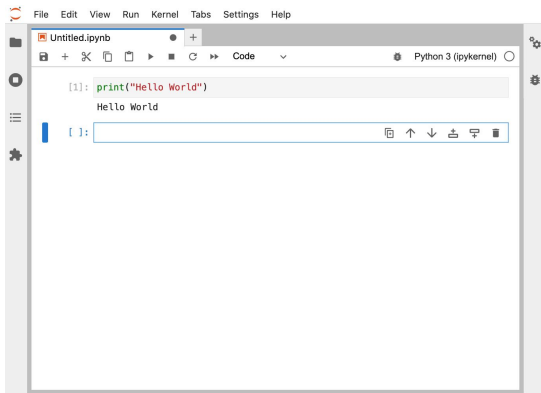 File Edit View Run Kernel Tabs Settings Help
Untitled.ipynb
Code Python 3 (ipykernel)
[1]: print("Hello World")
Hello World
[ ]: